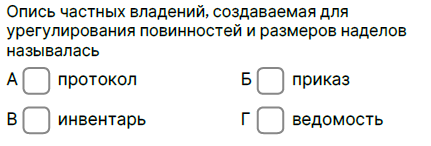 Опись частных владений, создаваемая для
урегулирования повинностей и размеров наделов
называлась
А протокол Б приказ
В инвентарь Г ведомость